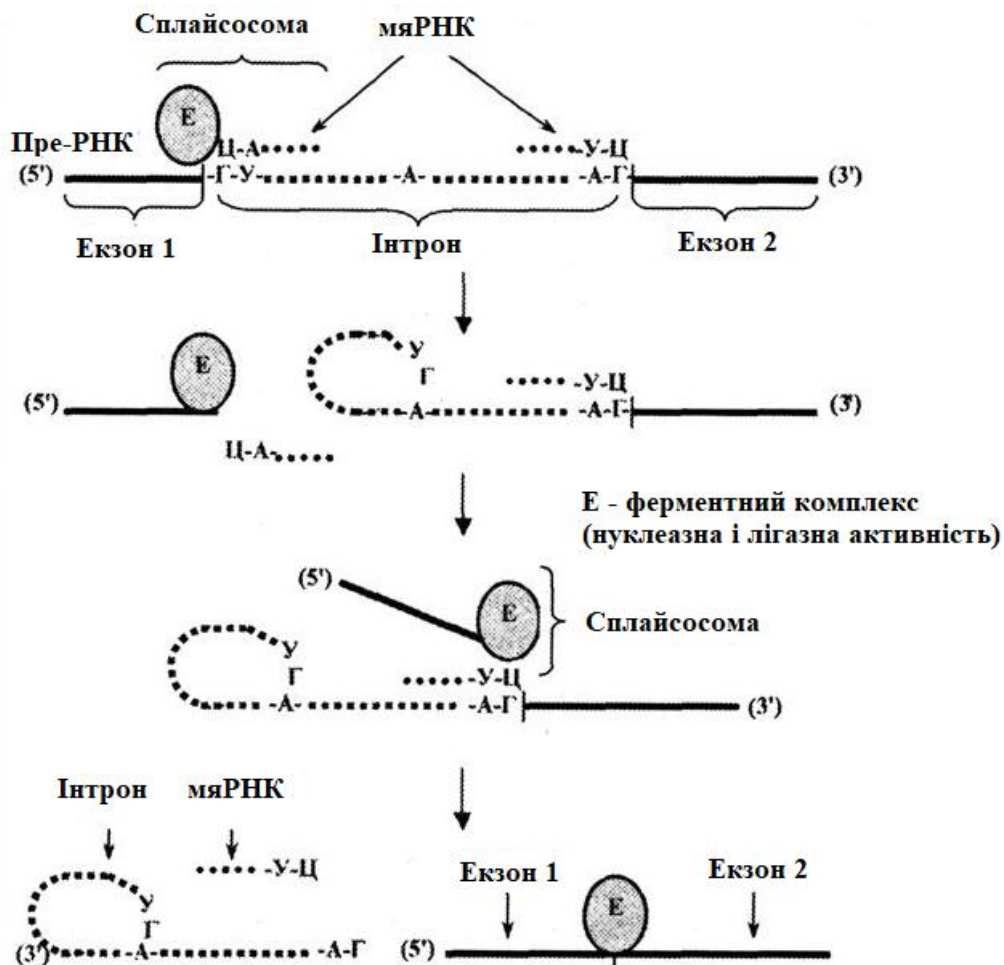 Сплайсосома мяРНК
Е
Пре-РНК
Ц-А ·У-Ц
(5') -Г-У- -А- -А-Г- (3')
Екзон 1 Інтрон Екзон 2
Е У
Г -У-Ц
(5') -А- -А-Г- (3')
Ц-А-
Е - ферментний комплекс
(нуклеазна і лігазна активність)
(5')
Е
Сплайсосома
У
Г -У-Ц
-А- -А-Г (3')
Інтрон мяРНК
-У-Ц Екзон 1 Екзон 2
У
Г Е
(3') -А- -А-Г (5')